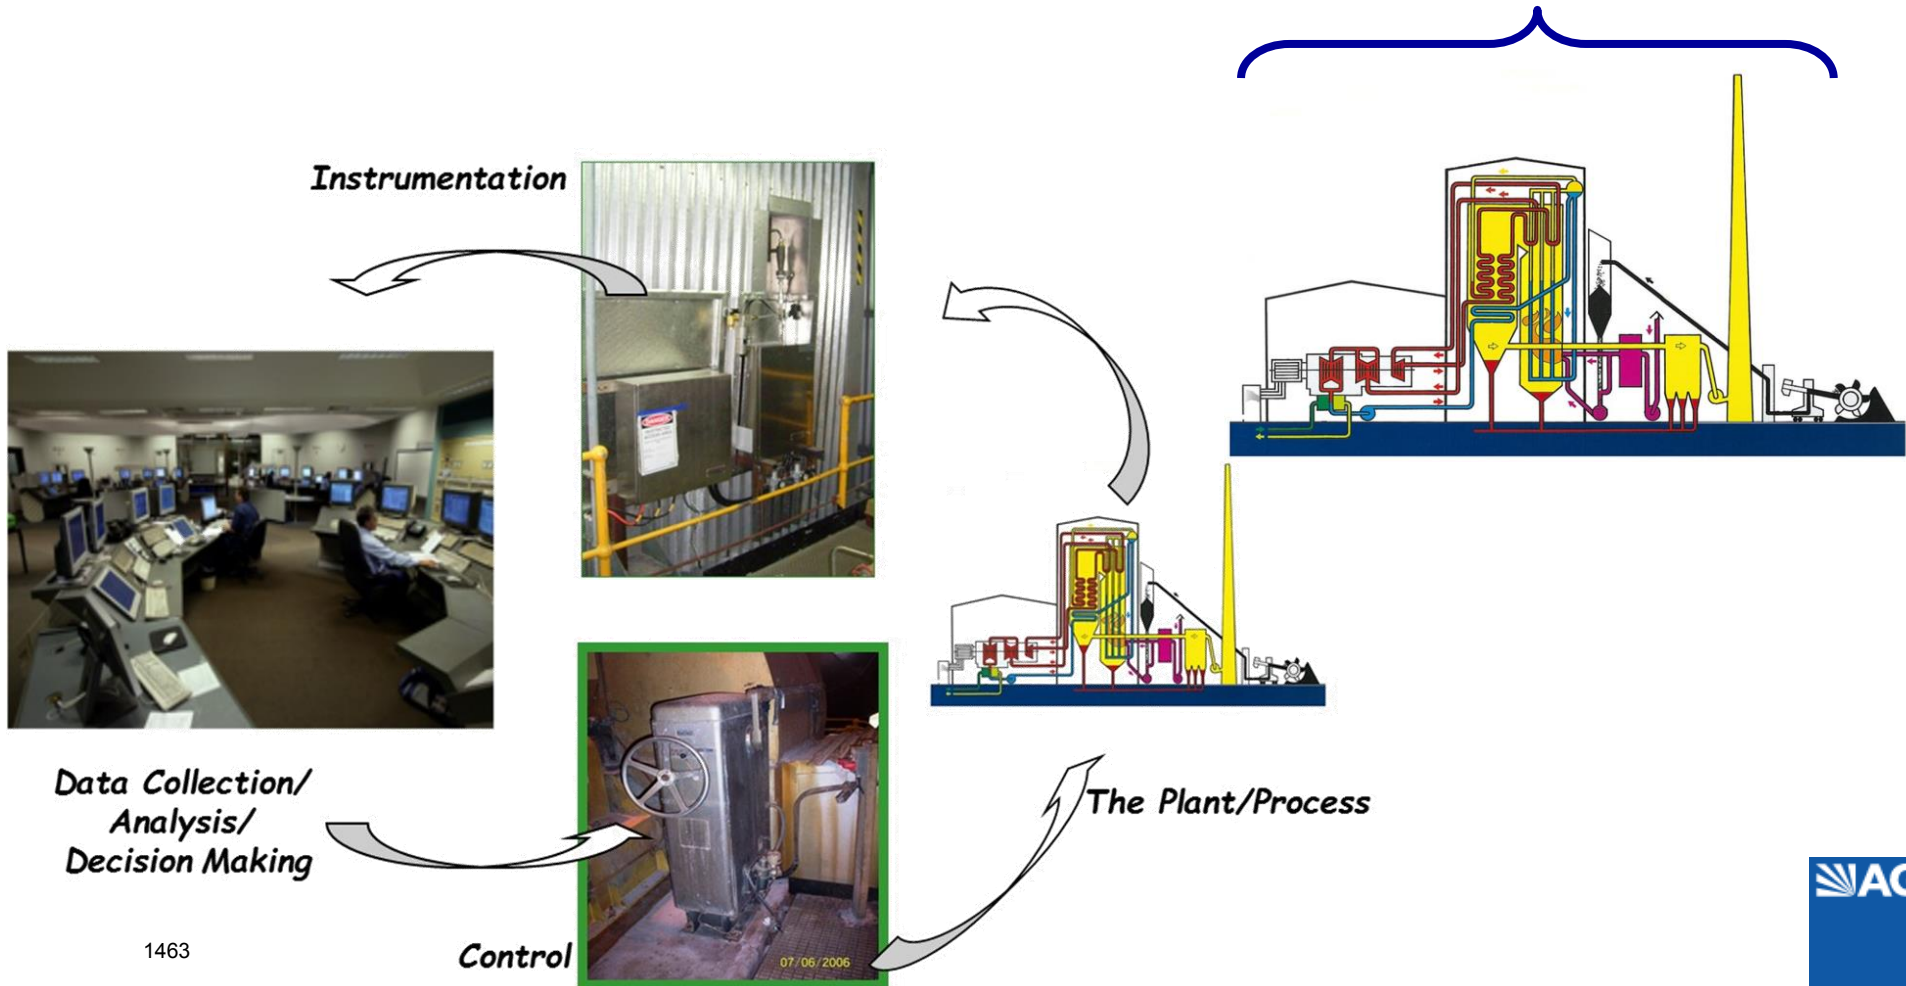 Instrumentation
Data Collection/
Analysis/
Decision Making
The Plant/Process
Control
07/06/2006
1463